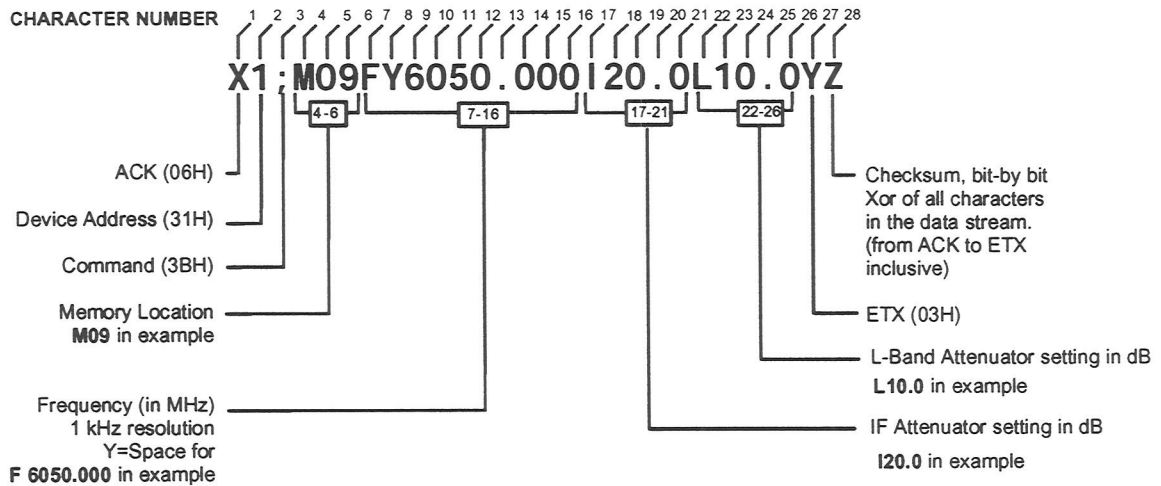 CHARACTER NUMBER 1 2 3 4 5 6 7 8 9 10 11 12 13 14 15 16 17 18 19 20 21 22 23 24 25 26 27 28
X1;M09FY6050.000I20.0L10.0YZ
4-6 7-16 17-21 22-26
ACK (06H)
Device Address (31H)
Command (3BH)
Memory Location
M09 in example
Frequency (in MHz)
1 kHz resolution
Y=Space for
F 6050.000 in example
Checksum, bit-by bit
Xor of all characters
in the data stream.
(from ACK to ETX
inclusive)
ETX (03H)
L-Band Attenuator setting in dB
L10.0 in example
IF Attenuator setting in dB
I20.0 in example